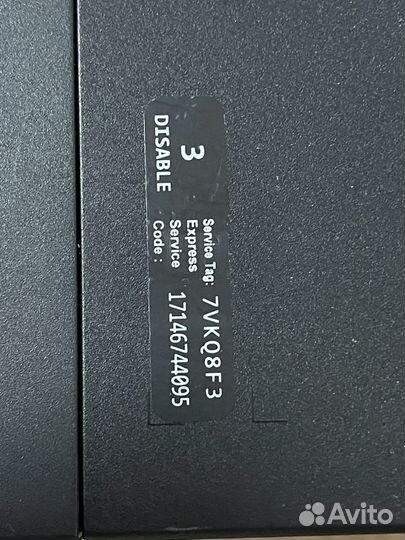 3
DISABLE
Service Tag: 7VKQ8F3
Express
Service 17146744095
Code :
Avito